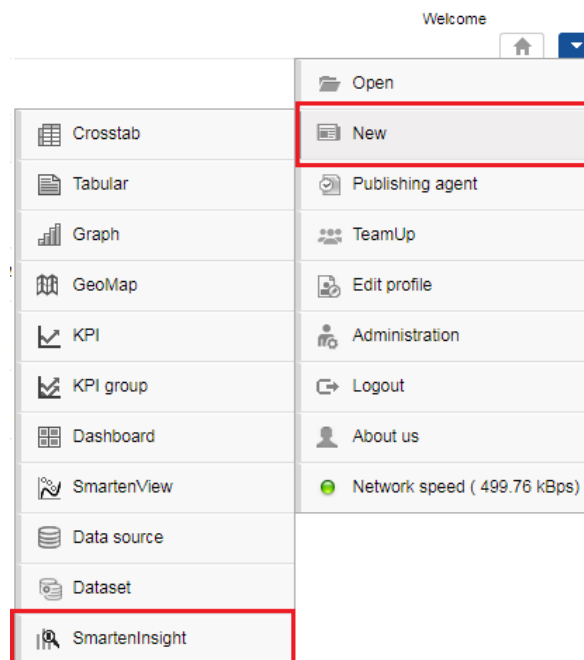 Welcome
Open
New
Publishing agent
TeamUp
Edit profile
Administration
Logout
About us
Network speed ( 499.76 kBps)
Crosstab
Tabular
Graph
GeoMap
KPI
KPI group
Dashboard
SmartenView
Data source
Dataset
SmartenInsight